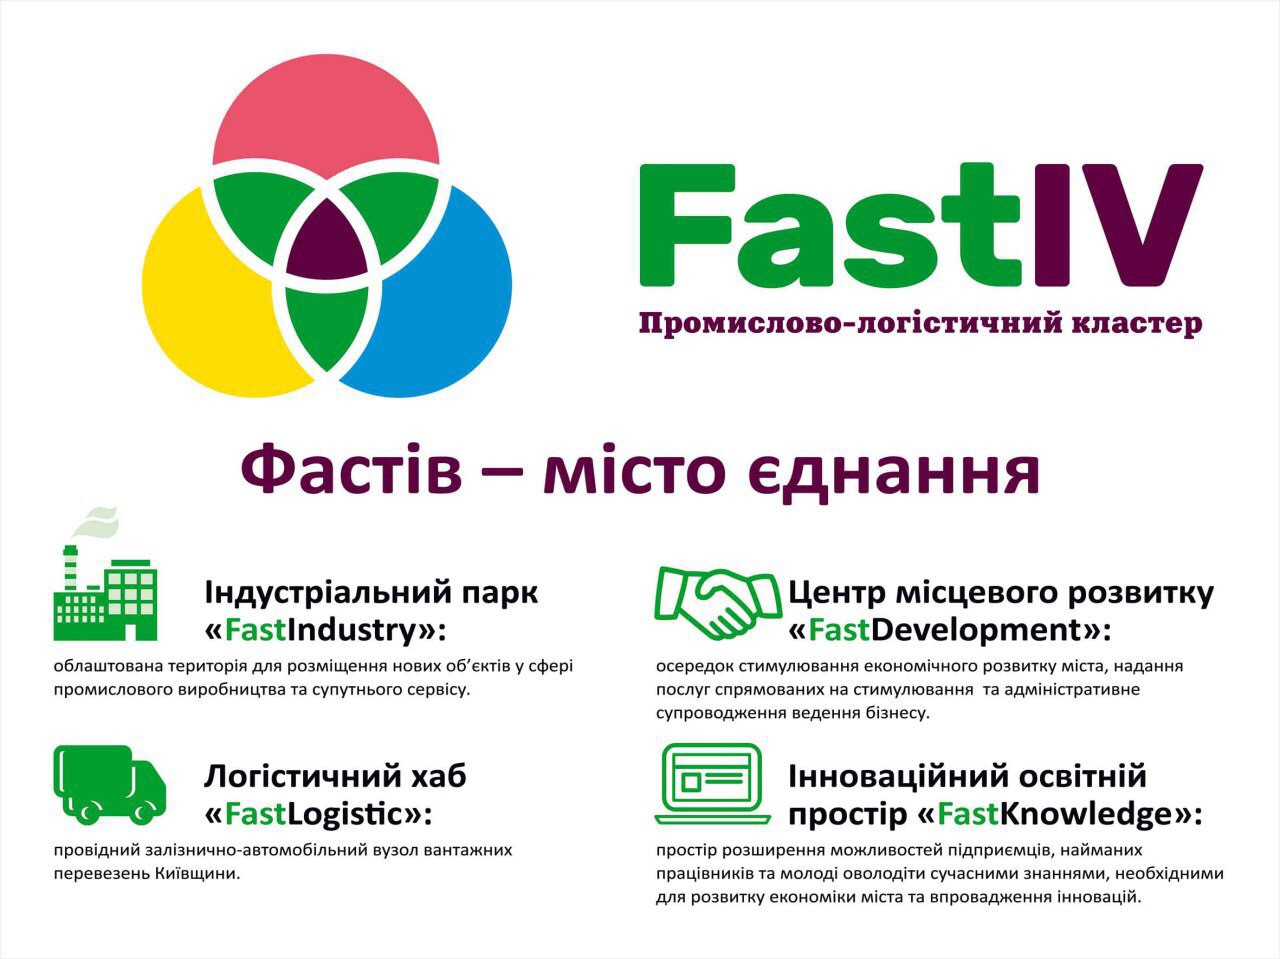 FastIV
Промислово-логістичний кластер
Фастів – місто єднання
Індустріальний парк
«FastIndustry»:
облаштована територія для розміщення нових об’єктів у сфері
промислового виробництва та супутнього сервісу.
Центр місцевого розвитку
«FastDevelopment»:
осередок стимулювання економічного розвитку міста, надання
послуг спрямованих на стимулювання та адміністративне
супроводження ведення бізнесу.
Логістичний хаб
«FastLogistic»:
провідний залізнично-автомобільний вузол вантажних
перевезень Київщини.
Інноваційний освітній
простір «FastKnowledge»:
простір розширення можливостей підприємців, найманих
працівників та молоді оволодіти сучасними знаннями, необхідними
для розвитку економіки міста та впровадження інновацій.